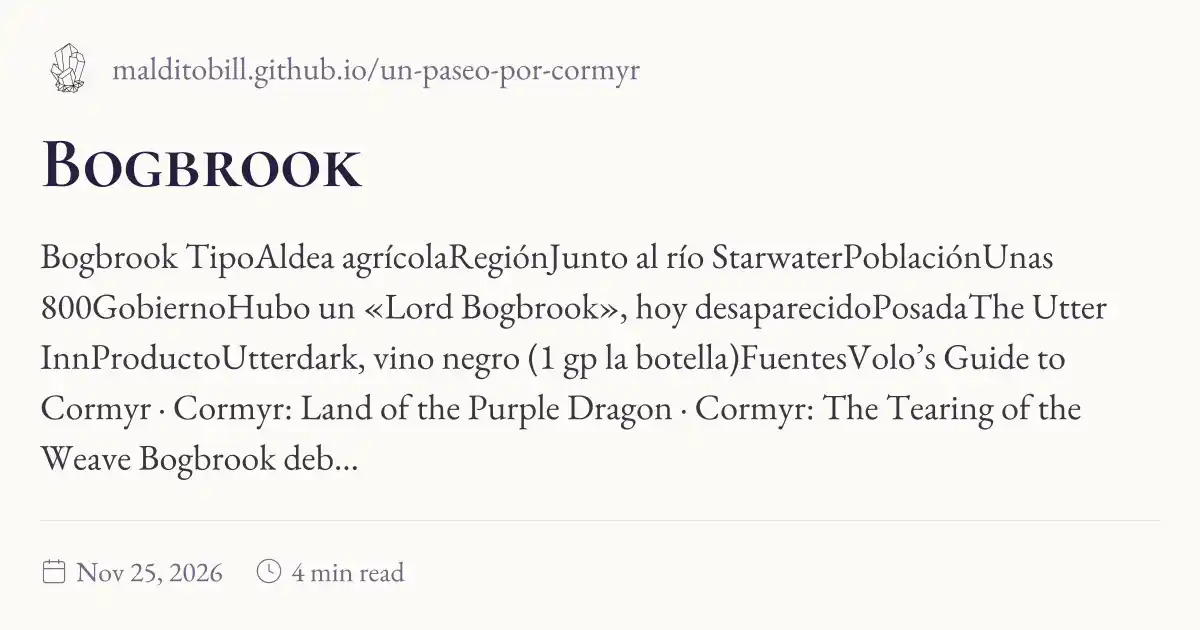 malditobill.github.io/un-paseo-por-cormyr
Bogbrook
Bogbrook TipoAldea agrícolaRegiónJunto al río StarwaterPoblaciónUnas
800GobiernoHubo un «Lord Bogbrook», hoy desaparecidoPosadaThe Utter
InnProductoUtterdark, vino negro (1 gp la botella)FuentesVolo’s Guide to
Cormyr · Cormyr: Land of the Purple Dragon · Cormyr: The Tearing of the
Weave Bogbrook deb...
Nov 25, 2026 4 min read